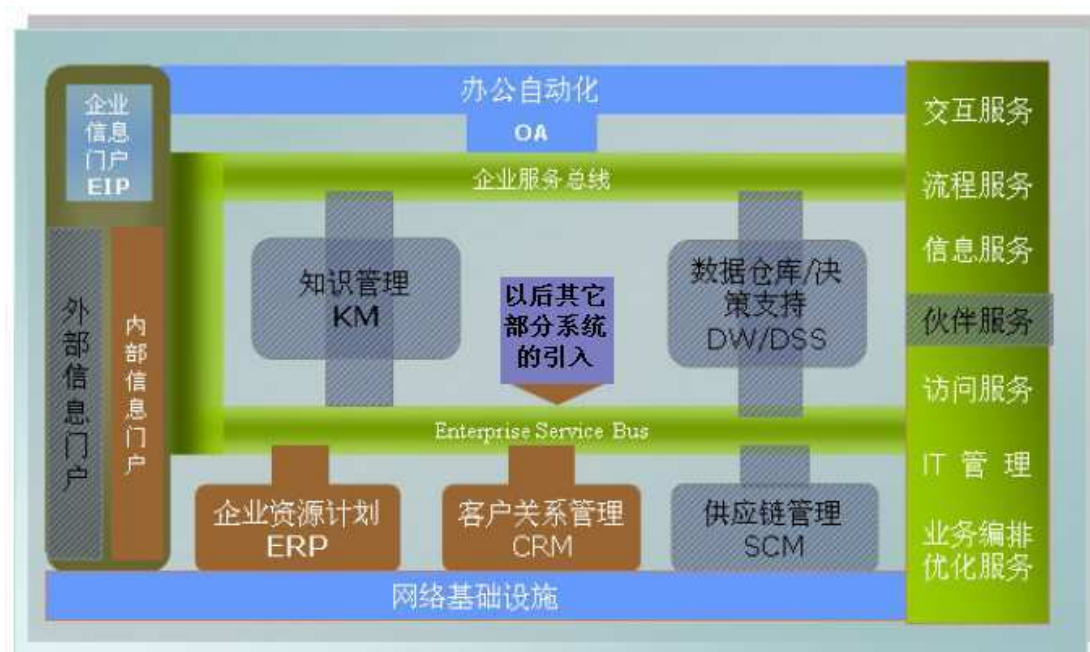 办公自动化
OA
企业
信息
门户
EIP
外部信息门户
内部信息门户
企业服务总线
知识管理
KM
以后其它
部分系统
的引入
数据仓库/决
策支持
DW/DSS
Enterprise Service Bus
企业资源计划
ERP
客户关系管理
CRM
供应链管理
SCM
网络基础设施
交互服务
流程服务
信息服务
伙伴服务
访问服务
IT 管 理
业务编排
优化服务